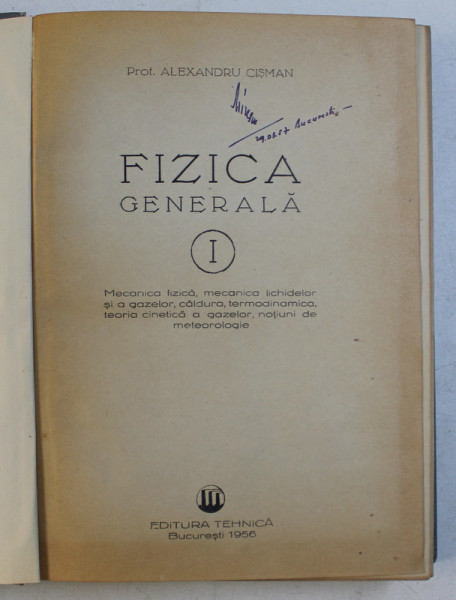 Prof. ALEXANDRU CIȘMAN
București
FIZICA
GENERALĂ
I
Mecanica fizică, mecanica lichidelor
și a gazelor, căldura, termodinamica,
teoria cinetică a gazelor, noțiuni de
meteorologie
EDITURA TEHNICĂ
București 1956